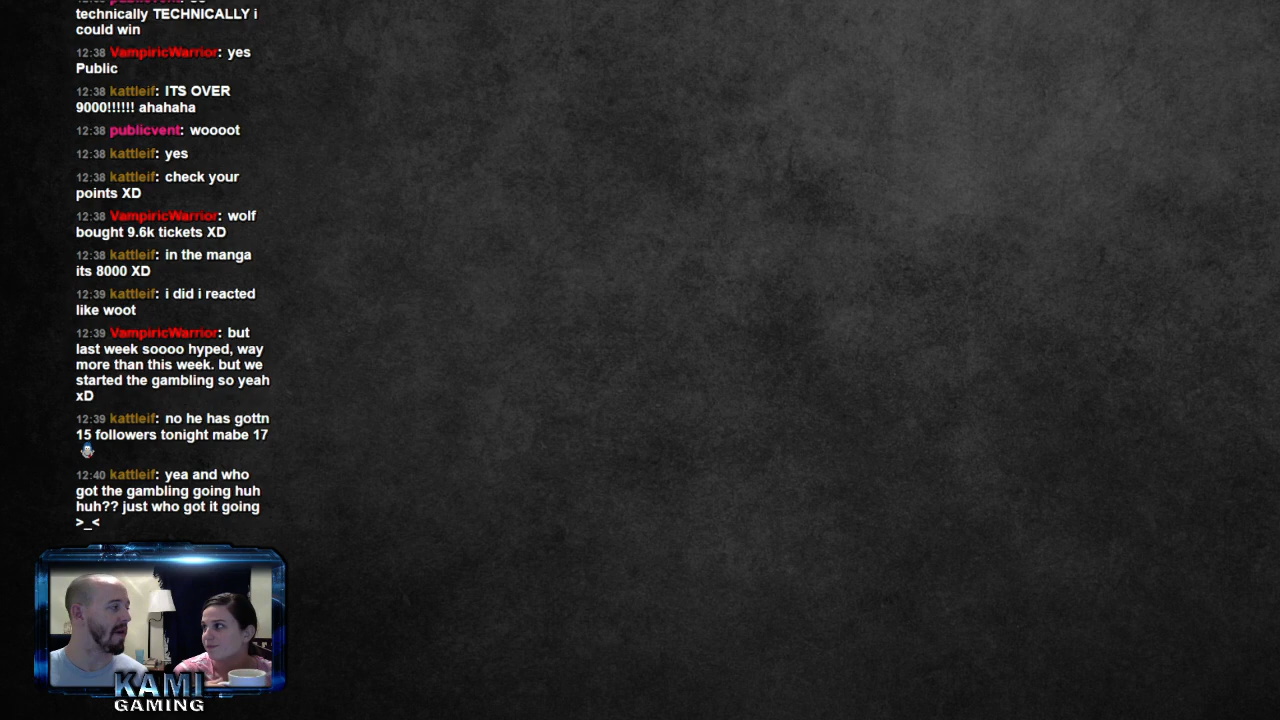 technically TECHNICALLY i
could win
12:38 VampiricWarrior: yes
Public
12:38 kattleif: ITS OVER
9000!!!!!! ahahaha
12:38 publicvent: woooot
12:38 kattleif: yes
12:38 kattleif: check your
points XD
12:38 VampiricWarrior: wolf
bought 9.6k tickets XD
12:38 kattleif: in the manga
its 8000 XD
12:39 kattleif: i did i reacted
like woot
12:39 VampiricWarrior: but
last week soooo hyped, way
more than this week. but we
started the gambling so yeah
xD
12:39 kattleif: no he has gottn
15 followers tonight mabe 17
12:40 kattleif: yea and who
got the gambling going huh
huh?? just who got it going
>_<
KAMI
GAMING